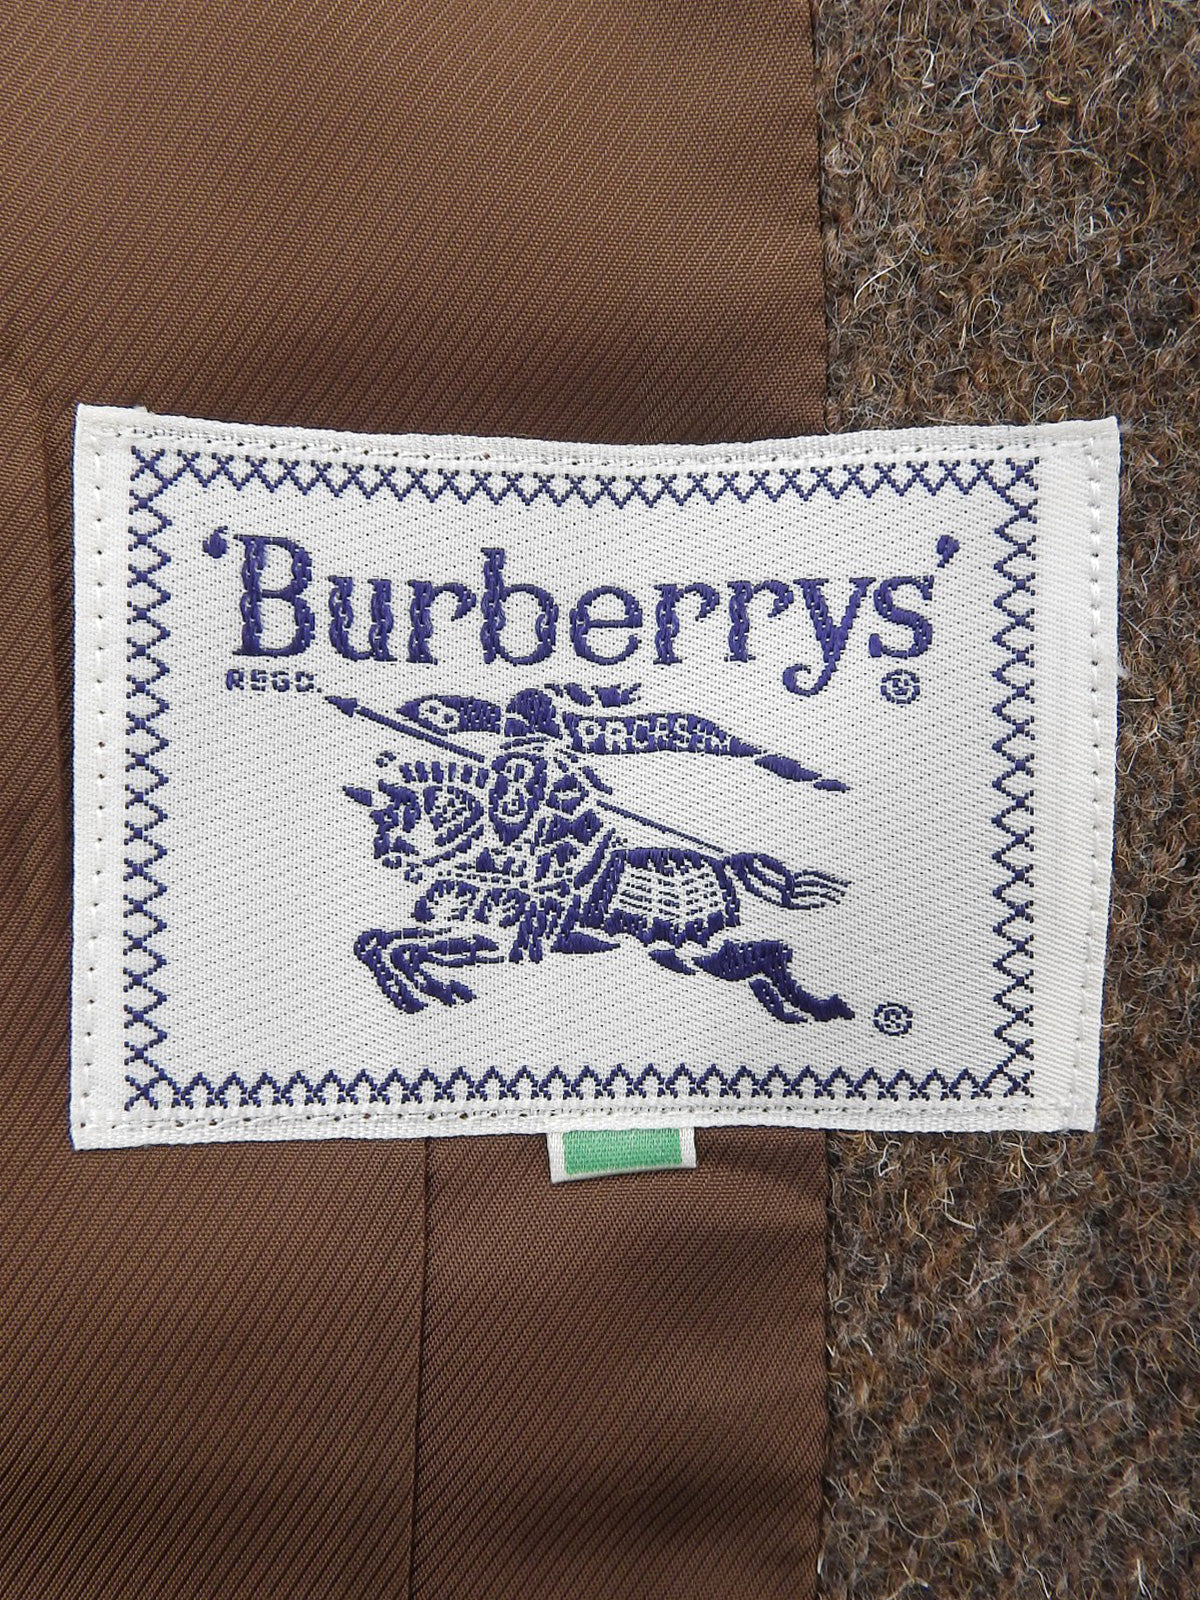 ‘Burberrys’
REGD. ®
PRORSUM
®